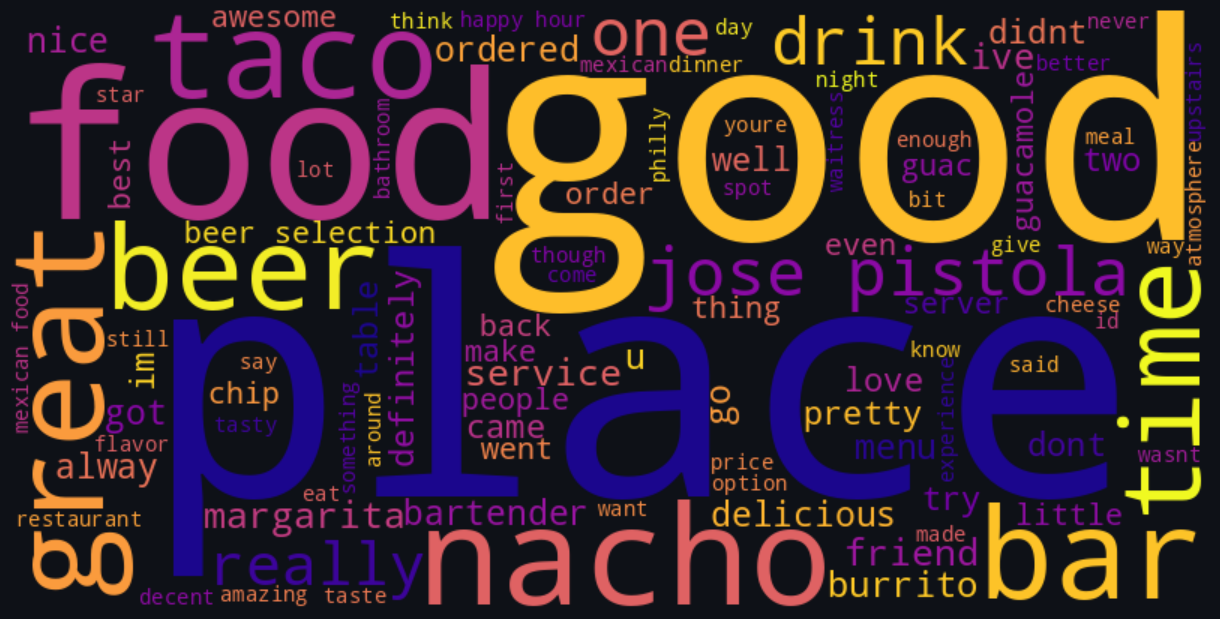 awesome
think
happy hour
never
nice
taco
ordered
one
day
drink
didnt
mexican
dinner
ive
better
night
star
food
good
upstairs
best
lot
bathroom
first
philly
youre
well
spot
order
waitress
enough
guac
bit
guacamole
meal
two
atmosphere
great
beer selection
beer
though
come
jose pistola
even
give
way
thing
server
cheese
id
time
mexican food
still
im
table
definitely
place
back
make
service
u
people
came
went
go
know
said
love
pretty
menu
experience
dont
wasnt
say
chip
tasty
got
flavor
alway
something
around
price
option
restaurant
eat
margarita
bartender
want
delicious
try
little
really
nacho
made
friend
burrito
bar
decent
amazing
taste